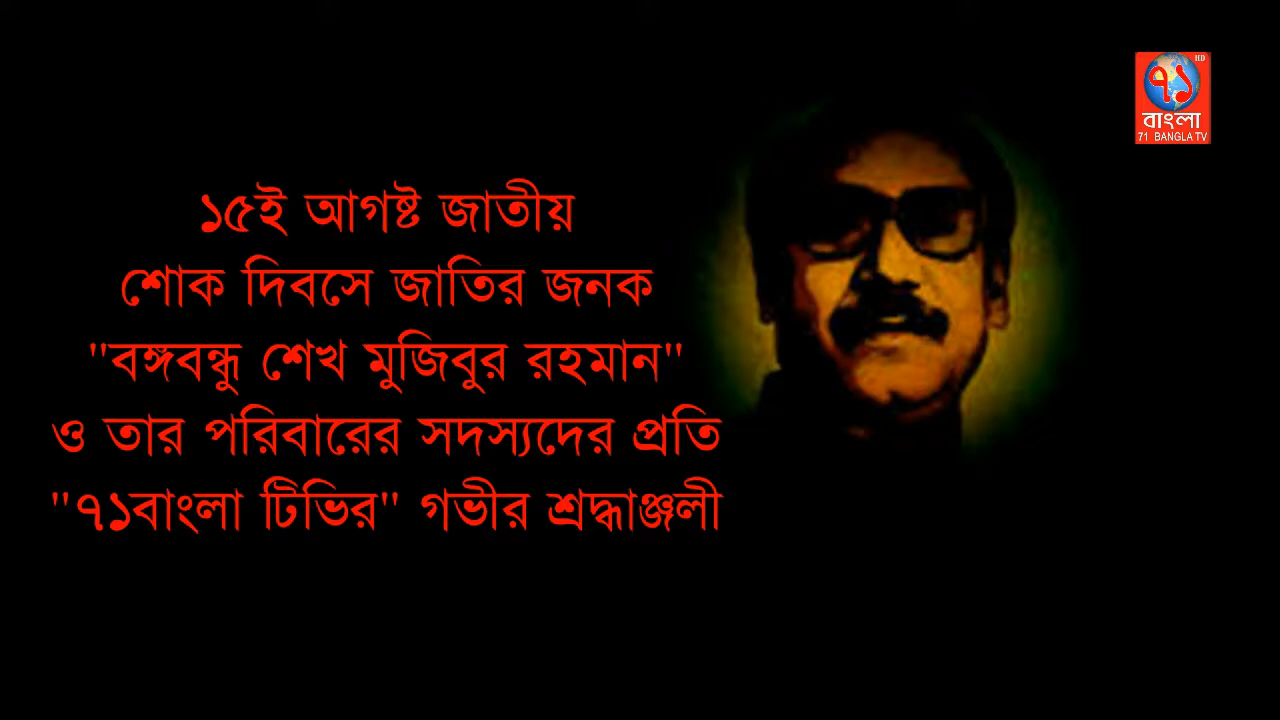 ১৫ই আগষ্ট জাতীয়
শোক দিবসে জাতির জনক
"বঙ্গবন্ধু শেখ মুজিবুর রহমান"
ও তার পরিবারের সদস্যদের প্রতি
"৭১বাংলা টিভির" গভীর শ্রদ্ধাঞ্জলী
HD
৭১
বাংলা
71 BANGLA TV